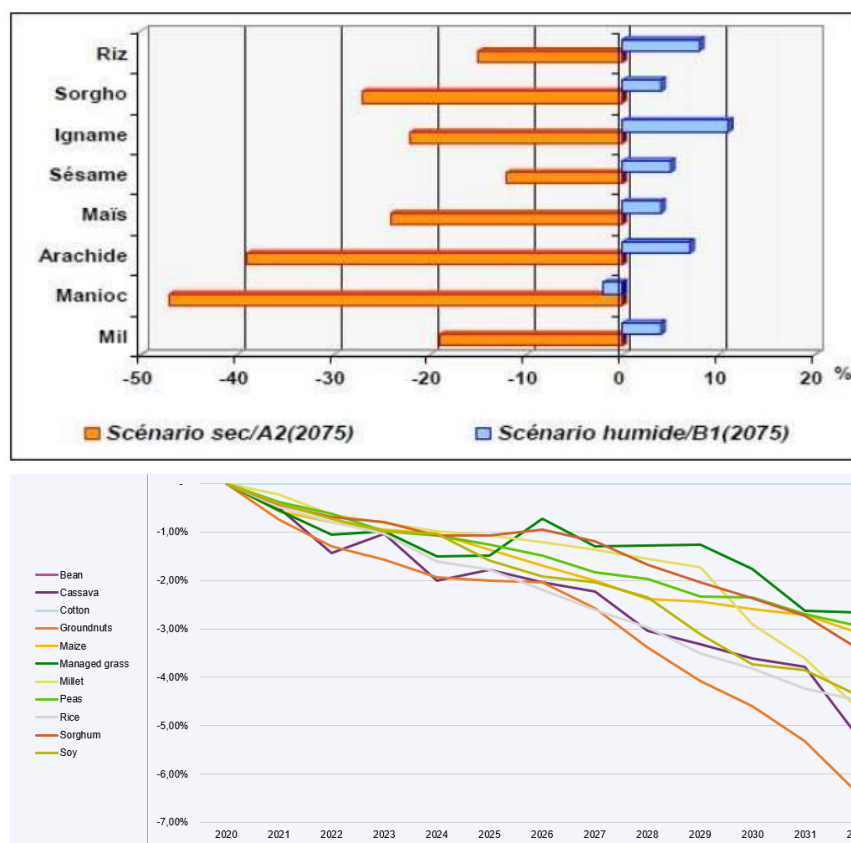 Riz
Sorgho
Igname
Sésame
Maïs
Arachide
Manioc
Mil
-50 -40 -30 -20 -10 0 10 20 %
Scénario sec/A2(2075) Scénario humide/B1(2075)
-
-1,00%
-2,00%
-3,00%
-4,00%
-5,00%
-6,00%
-7,00%
Bean
Cassava
Cotton
Groundnuts
Maize
Managed grass
Millet
Peas
Rice
Sorghum
Soy
2020 2021 2022 2023 2024 2025 2026 2027 2028 2029 2030 2031 2